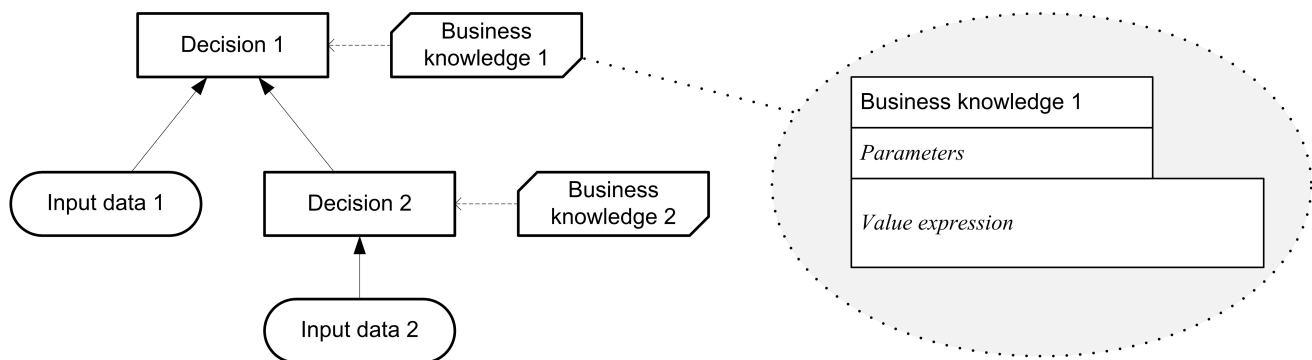 Decision 1
Business
knowledge 1
Business knowledge 1
Parameters
Value expression
Input data 1
Decision 2
Business
knowledge 2
Input data 2